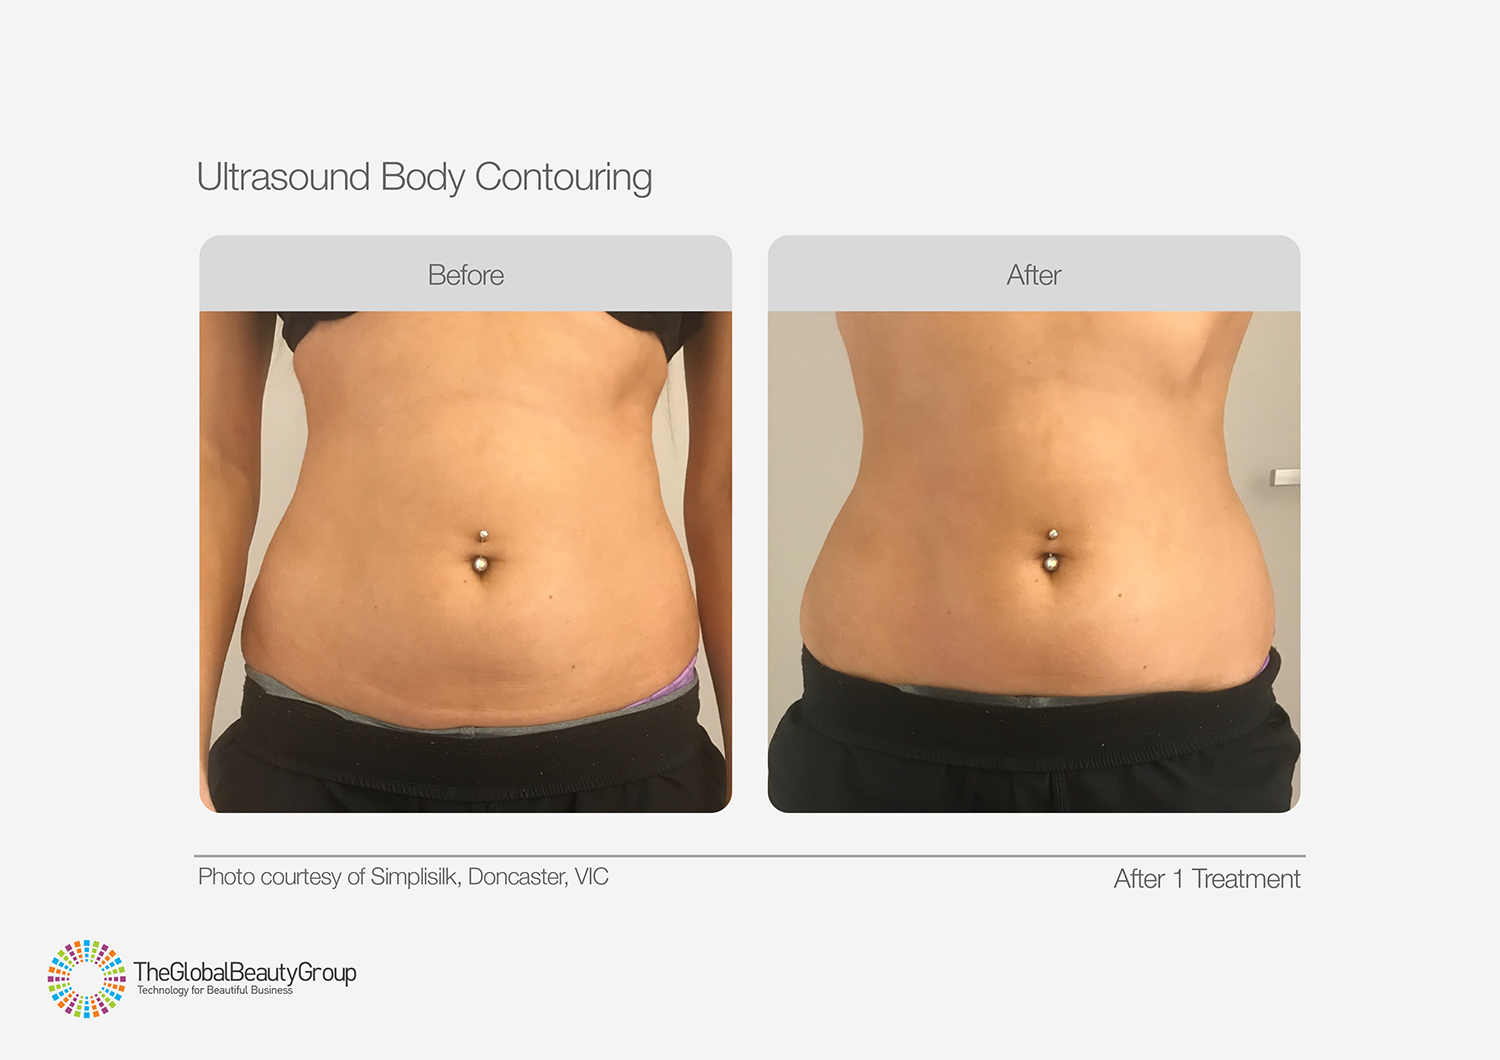 Ultrasound Body Contouring
Before
After
Photo courtesy of Simplisilk, Doncaster, VIC
After 1 Treatment
TheGlobalBeautyGroup
Technology for Beautiful Business